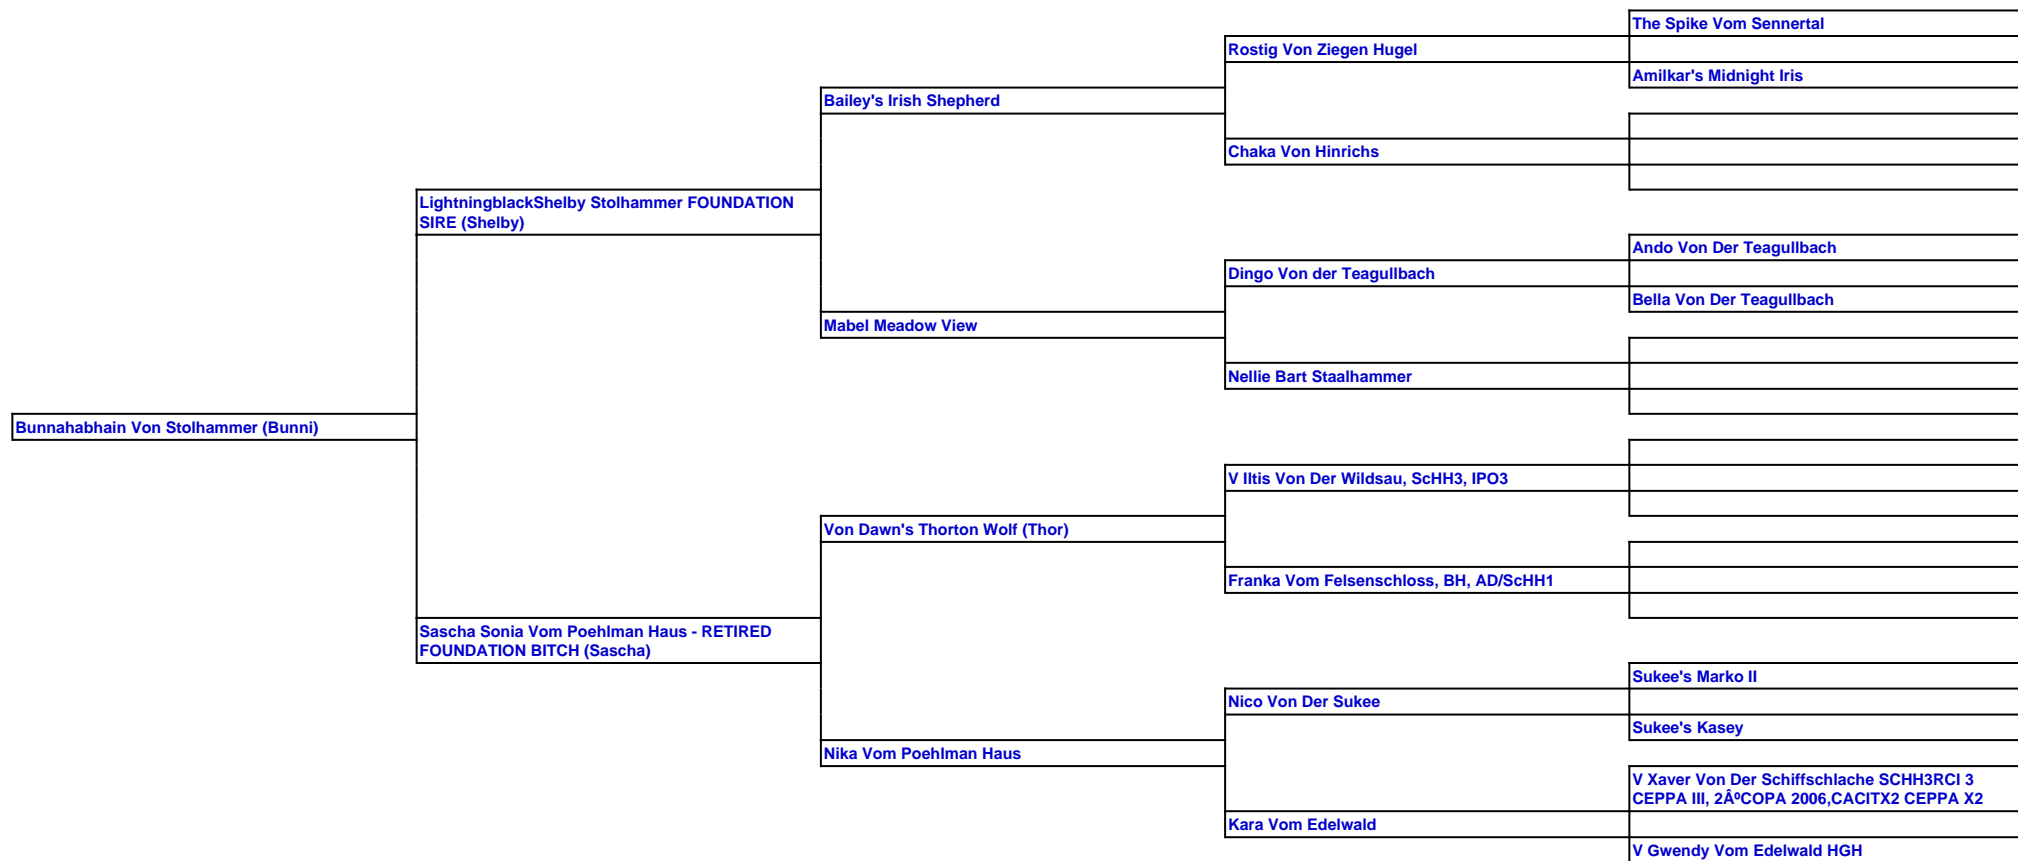 The Spike Vom Sennertal
Rostig Von Ziegen Hugel
Amilkar's Midnight Iris
Bailey's Irish Shepherd
Chaka Von Hinrichs
LightningblackShelby Stolhammer FOUNDATION
SIRE (Shelby)
Ando Von Der Teagullbach
Dingo Von der Teagullbach
Bella Von Der Teagullbach
Mabel Meadow View
Nellie Bart Staalhammer
Bunnahabhain Von Stolhammer (Bunni)
V Iltis Von Der Wildsau, ScHH3, IPO3
Von Dawn's Thorton Wolf (Thor)
Franka Vom Felsenschloss, BH, AD/ScHH1
Sascha Sonia Vom Poehlman Haus - RETIRED
FOUNDATION BITCH (Sascha)
Sukee's Marko II
Nico Von Der Sukee
Sukee's Kasey
Nika Vom Poehlman Haus
V Xaver Von Der Schiffschlache SCHH3RCI 3
CEPPA III, 2ÂºCOPA 2006,CACITX2 CEPPA X2
Kara Vom Edelwald
V Gwendy Vom Edelwald HGH